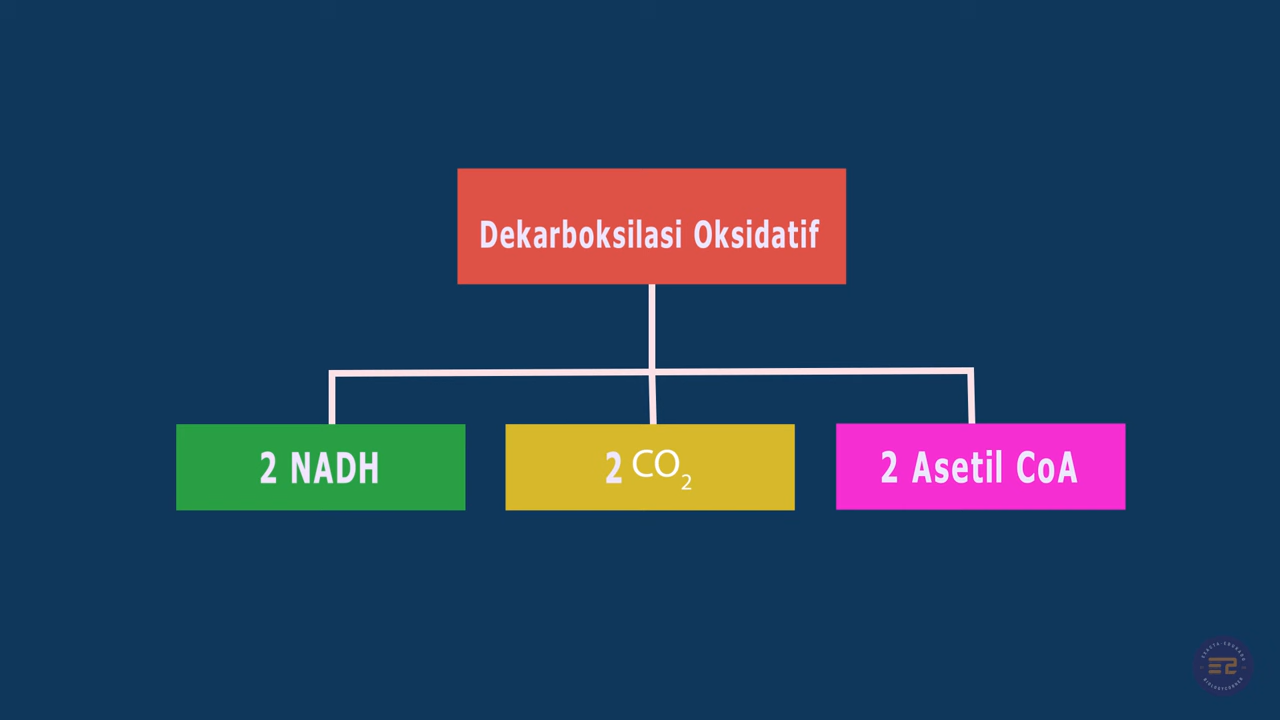 Dekarboksilasi Oksidatif
2 NADH
2 CO₂
2 Asetil CoA